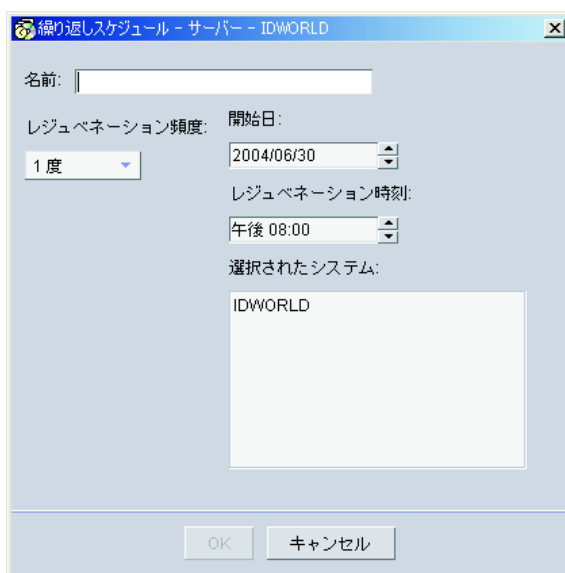 繰り返しスケジュール - サーバー - IDWORLD
名前:
レジュベネーション頻度:
1 度
開始日:
2004/06/30
レジュベネーション時刻:
午後 08:00
選択されたシステム:
IDWORLD
OK
キャンセル